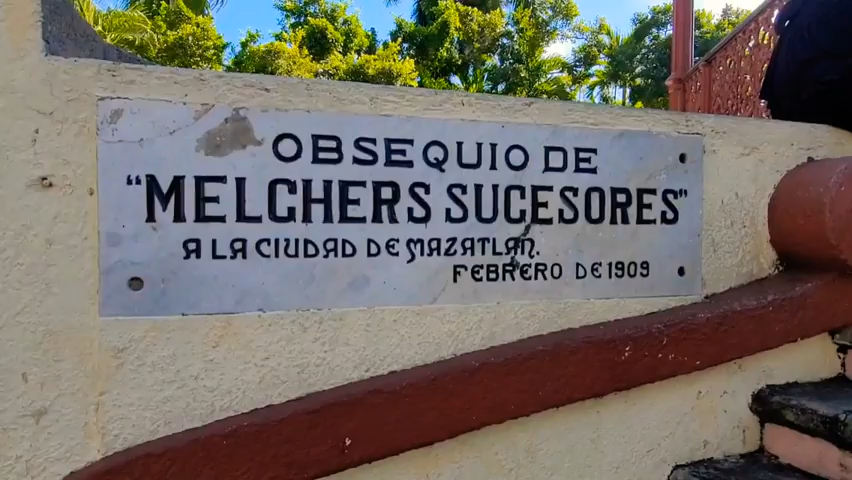 OBSEQUIO DE
"MELCHERS SUCESORES"
A LA CIUDAD DE MAZATLAN.
FEBRERO DE 1909